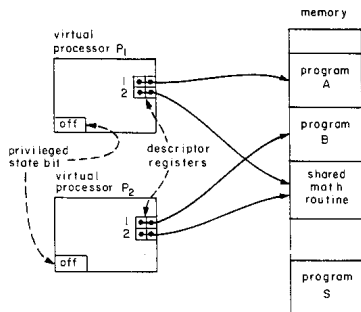 memory
virtual
processor P1
1
2
program
A
off
privileged
state bit
descriptor
registers
program
B
virtual
processor P2
shared
math
routine
1
2
off
program
S